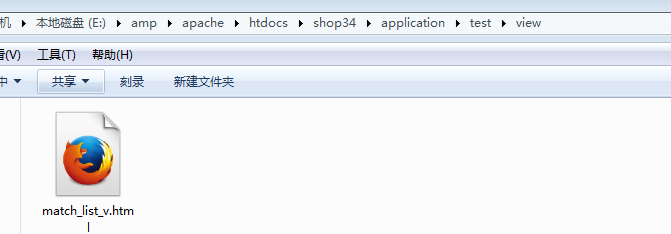 机 ▸ 本地磁盘 (E:) ▸ amp ▸ apache ▸ htdocs ▸ shop34 ▸ application ▸ test ▸ view
看(V) 工具(T) 帮助(H)
中 ▼ 共享 ▼ 刻录 新建文件夹
match_list_v.htm
l